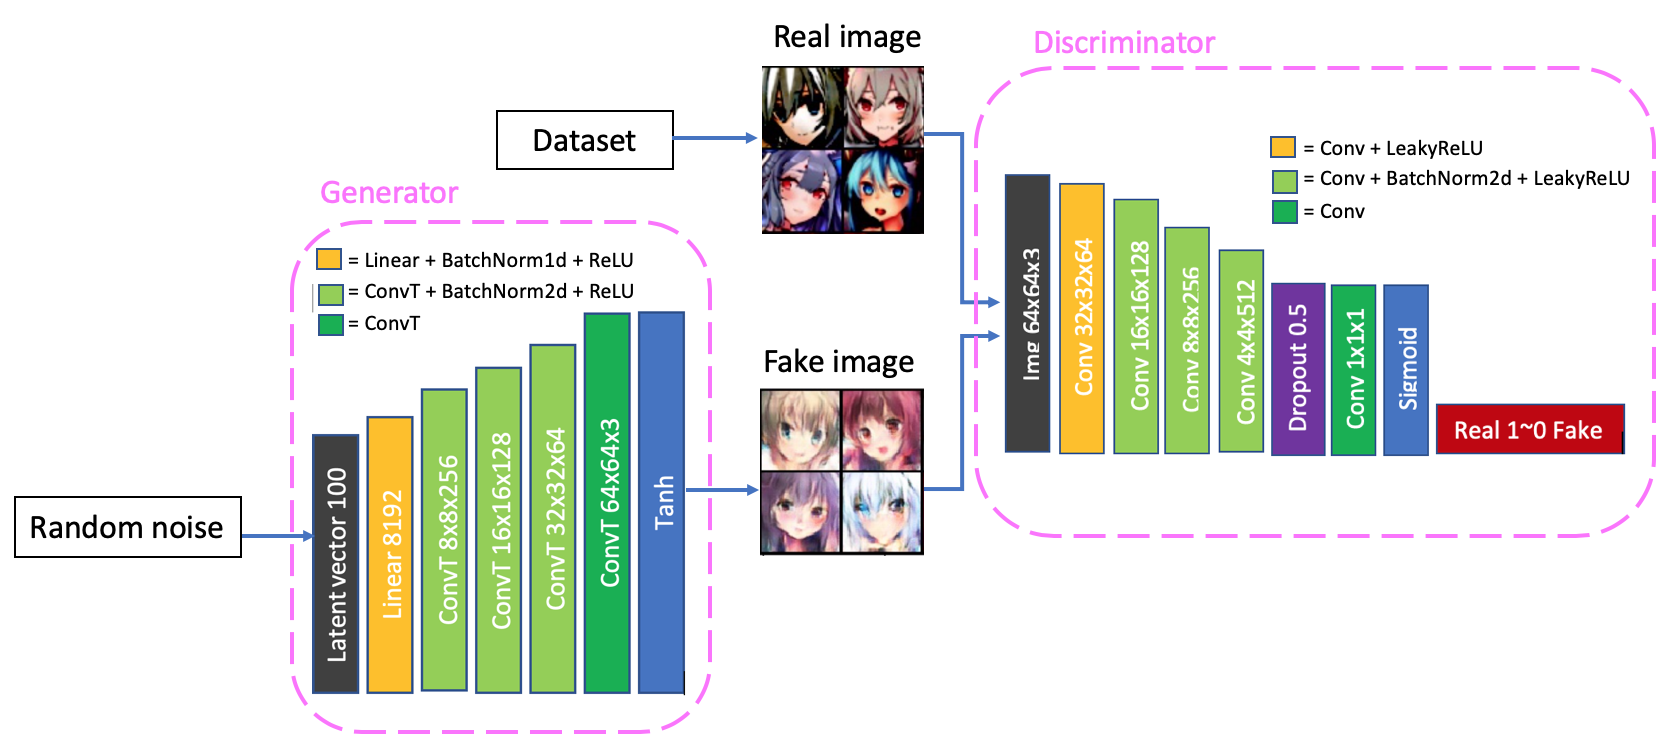 Real image
Discriminator
Dataset
Generator
= Linear + BatchNorm1d + ReLU
= ConvT + BatchNorm2d + ReLU
= ConvT
Random noise
Latent vector 100
Linear 8192
ConvT 8x8x256
ConvT 16x16x128
ConvT 32x32x64
ConvT 64x64x3
Tanh
Fake image
= Conv + LeakyReLU
= Conv + BatchNorm2d + LeakyReLU
= Conv
Img 64x64x3
Conv 32x32x64
Conv 16x16x128
Conv 8x8x256
Conv 4x4x512
Dropout 0.5
Conv 1x1x1
Sigmoid
Real 1~0 Fake